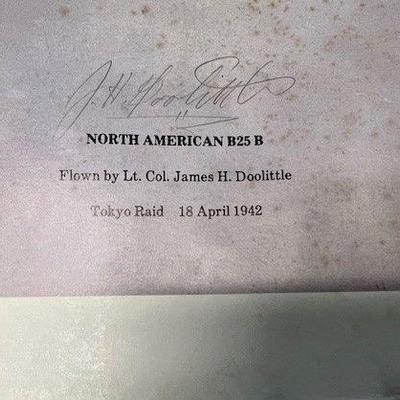 J. H. Doolittle
NORTH AMERICAN B25 B
Flown by Lt. Col. James H. Doolittle
Tokyo Raid 18 April 1942